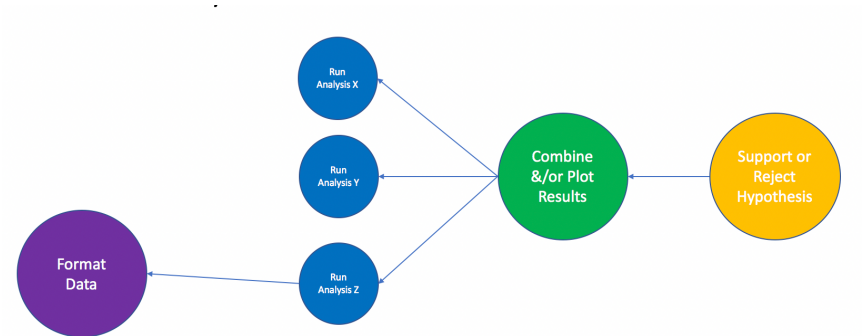 Run
Analysis X
Run
Analysis Y
Combine
&/or Plot
Results
Support or
Reject
Hypothesis
Format
Data
Run
Analysis Z